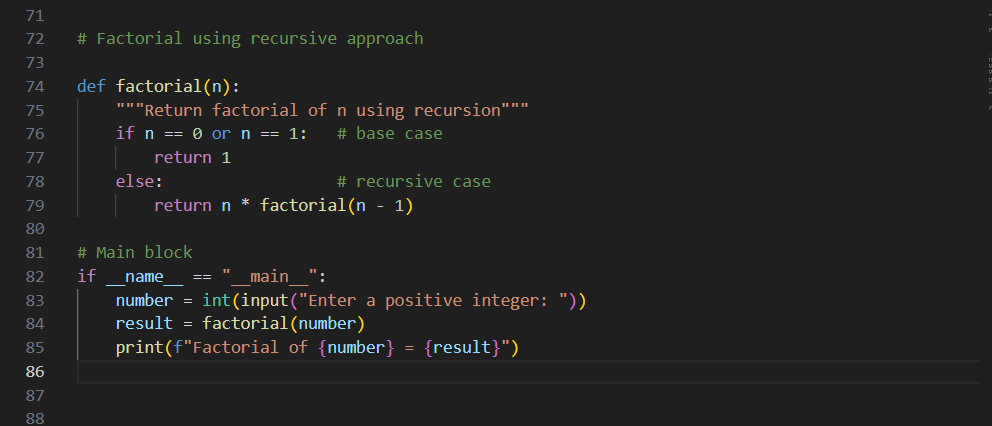 71
72 # Factorial using recursive approach
73
74 def factorial(n):
75     """Return factorial of n using recursion"""
76     if n == 0 or n == 1:   # base case
77         return 1
78     else:                  # recursive case
79         return n * factorial(n - 1)
80
81 # Main block
82 if __name__ == "__main__":
83     number = int(input("Enter a positive integer: "))
84     result = factorial(number)
85     print(f"Factorial of {number} = {result}")
86
87
88